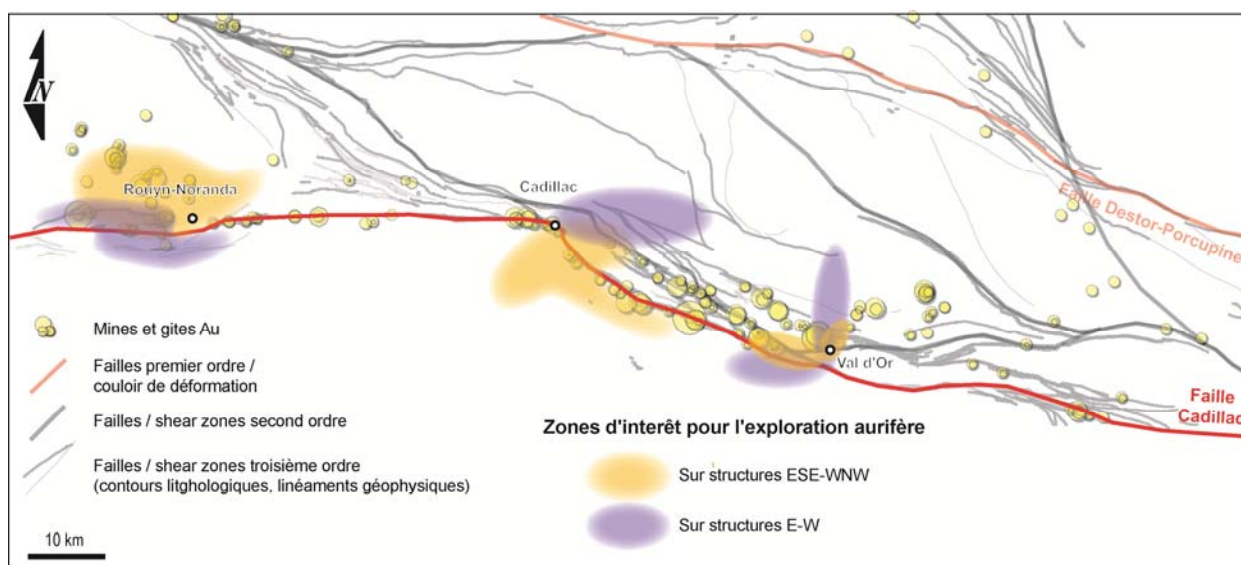 N
Rouyn-Noranda
Cadillac
Faille Destor-Porcupine
Val d'Or
Faille
Cadillac
Mines et gites Au
Failles premier ordre /
couloir de déformation
Failles / shear zones second ordre
Failles / shear zones troisième ordre
(contours litghologiques, linéaments géophysiques)
10 km
Zones d'interêt pour l'exploration aurifère
Sur structures ESE-WNW
Sur structures E-W